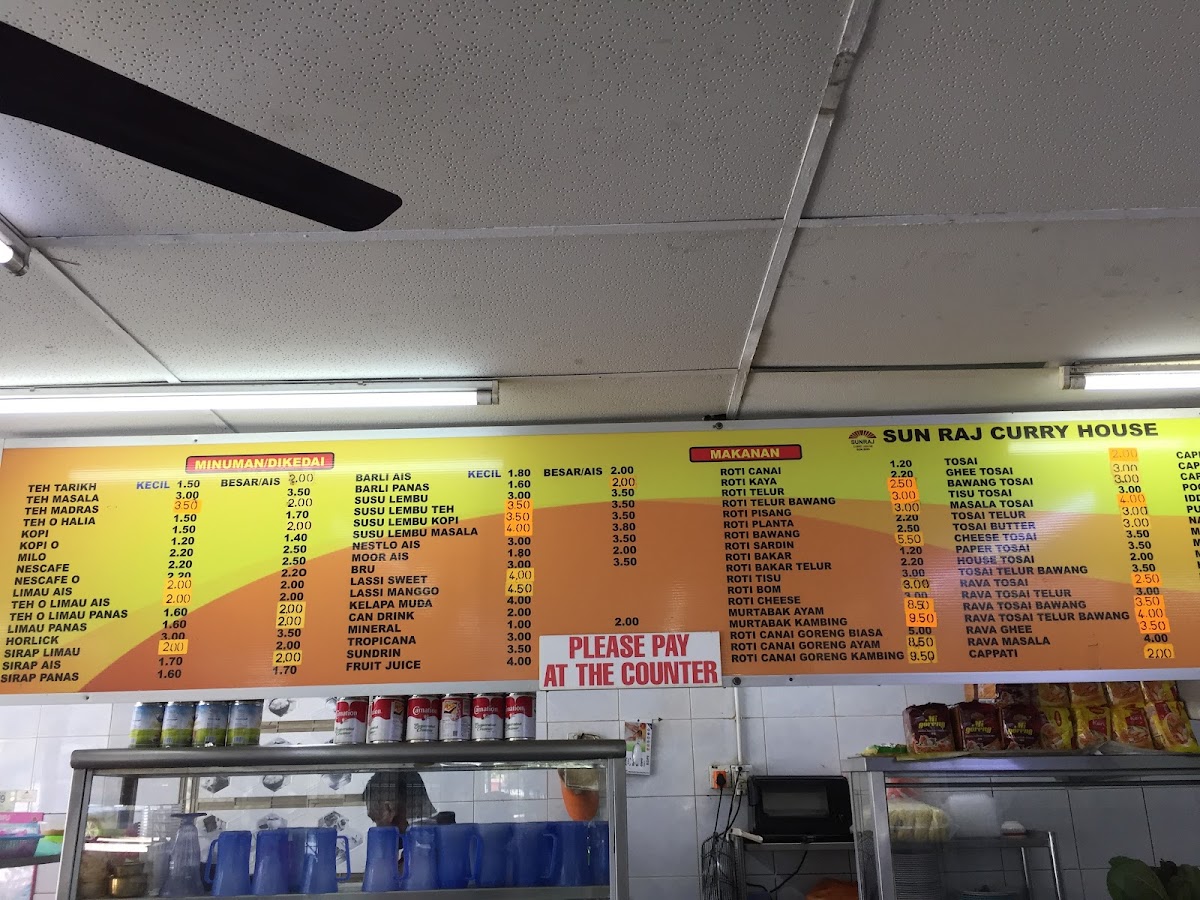 MINUMAN/DIKEDAI
TEH TARIKH
TEH MASALA
TEH MADRAS
TEH O HALIA
KOPI
KOPI O
MILO
NESCAFE
NESCAFE O
LIMAU AIS
TEH O LIMAU AIS
TEH O LIMAU PANAS
LIMAU PANAS
HORLICK
SIRAP LIMAU
SIRAP AIS
SIRAP PANAS
KECIL 1.50
3.00
3.50
1.50
1.50
1.20
2.20
2.20
2.20
2.00
2.00
1.60
3.00
2.00
1.70
1.60
BESAR/AIS 2.00
3.50
2.00
1.70
2.00
1.40
2.50
2.50
2.20
2.00
2.00
2.00
2.00
3.50
2.00
2.00
1.70
BARLI AIS
BARLI PANAS
SUSU LEMBU
SUSU LEMBU TEH
SUSU LEMBU KOPI
SUSU LEMBU MASALA
NESTLO AIS
MOOR AIS
BRU
LASSI SWEET
LASSI MANGGO
KELAPA MUDA
CAN DRINK
MINERAL
TROPICANA
SUNDRIN
FRUIT JUICE
KECIL 1.80
1.60
3.00
3.50
3.50
4.00
3.00
1.80
3.00
4.00
4.50
4.00
2.00
1.00
3.00
3.50
4.00
BESAR/AIS 2.00
2.00
3.50
3.50
3.50
3.80
3.50
2.00
3.50
2.00
MAKANAN
ROTI CANAI
ROTI KAYA
ROTI TELUR
ROTI TELUR BAWANG
ROTI PISANG
ROTI PLANTA
ROTI BAWANG
ROTI SARDIN
ROTI BAKAR
ROTI BAKAR TELUR
ROTI TISU
ROTI BOM
ROTI CHEESE
MURTABAK AYAM
MURTABAK KAMBING
ROTI CANAI GORENG BIASA
ROTI CANAI GORENG AYAM
ROTI CANAI GORENG KAMBING
1.20
2.20
2.50
3.00
3.00
2.20
2.50
5.50
1.20
2.20
3.00
3.00
3.00
8.50
9.50
5.00
8.50
9.50
SUNRAJ
SUN RAJ CURRY HOUSE
TOSAI
GHEE TOSAI
BAWANG TOSAI
TISU TOSAI
MASALA TOSAI
TOSAI TELUR
TOSAI BUTTER
CHEESE TOSAI
PAPER TOSAI
HOUSE TOSAI
TOSAI TELUR BAWANG
RAVA TOSAI
RAVA TOSAI TELUR
RAVA TOSAI BAWANG
RAVA TOSAI TELUR BAWANG
RAVA GHEE
RAVA MASALA
CAPPATI
2.00
3.00
3.00
3.00
4.00
3.00
3.00
3.50
3.50
2.00
3.50
2.50
3.00
3.50
4.00
3.50
4.00
2.00
PLEASE PAY
AT THE COUNTER
Carnation
Mi goreng